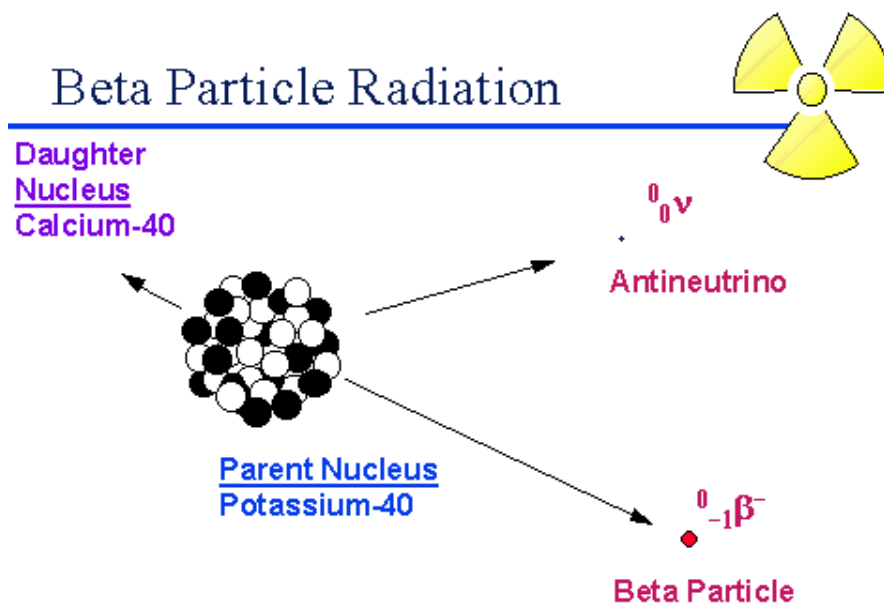 Beta Particle Radiation
Daughter
Nucleus
Calcium-40
⁰₀ν
Antineutrino
Parent Nucleus
Potassium-40
⁰₋₁β⁻
Beta Particle